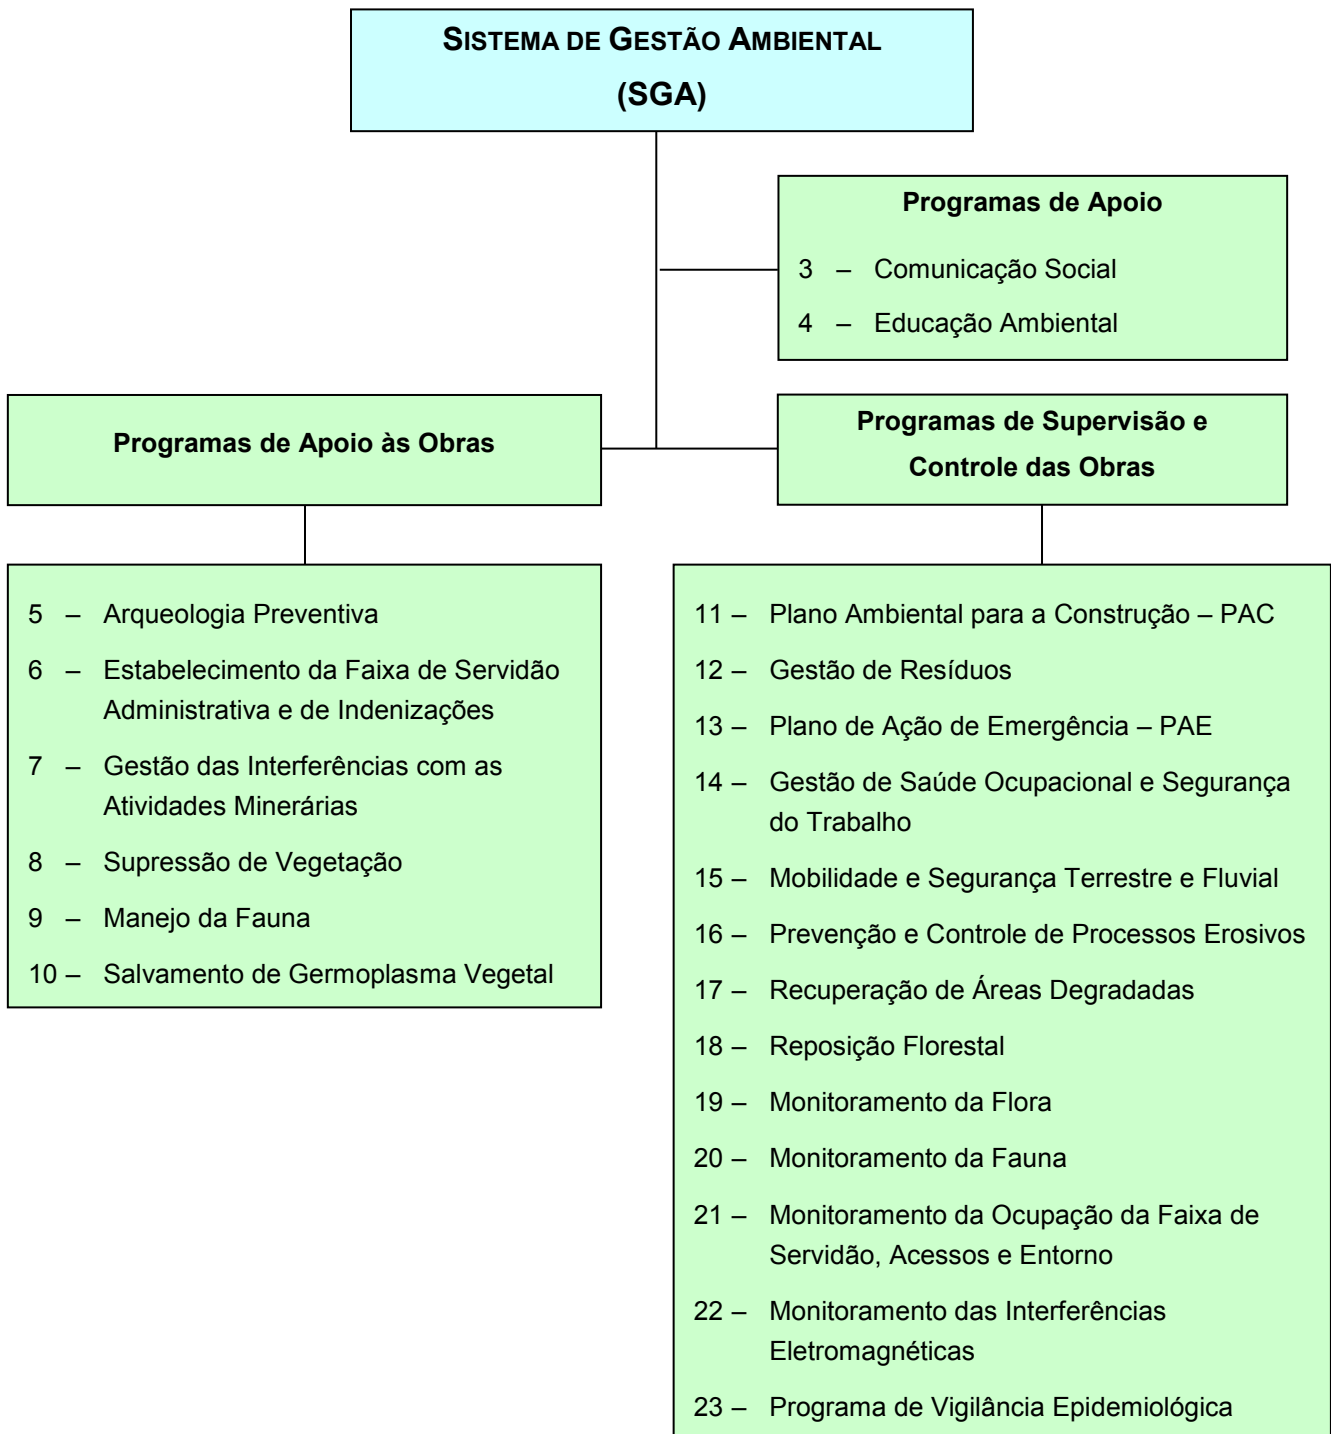 SISTEMA DE GESTÃO AMBIENTAL
(SGA)
Programas de Apoio
3 – Comunicação Social
4 – Educação Ambiental
Programas de Apoio às Obras
Programas de Supervisão e
Controle das Obras
5 – Arqueologia Preventiva
6 – Estabelecimento da Faixa de Servidão
Administrativa e de Indenizações
7 – Gestão das Interferências com as
Atividades Minerárias
8 – Supressão de Vegetação
9 – Manejo da Fauna
10 – Salvamento de Germoplasma Vegetal
11 – Plano Ambiental para a Construção – PAC
12 – Gestão de Resíduos
13 – Plano de Ação de Emergência – PAE
14 – Gestão de Saúde Ocupacional e Segurança
do Trabalho
15 – Mobilidade e Segurança Terrestre e Fluvial
16 – Prevenção e Controle de Processos Erosivos
17 – Recuperação de Áreas Degradadas
18 – Reposição Florestal
19 – Monitoramento da Flora
20 – Monitoramento da Fauna
21 – Monitoramento da Ocupação da Faixa de
Servidão, Acessos e Entorno
22 – Monitoramento das Interferências
Eletromagnéticas
23 – Programa de Vigilância Epidemiológica